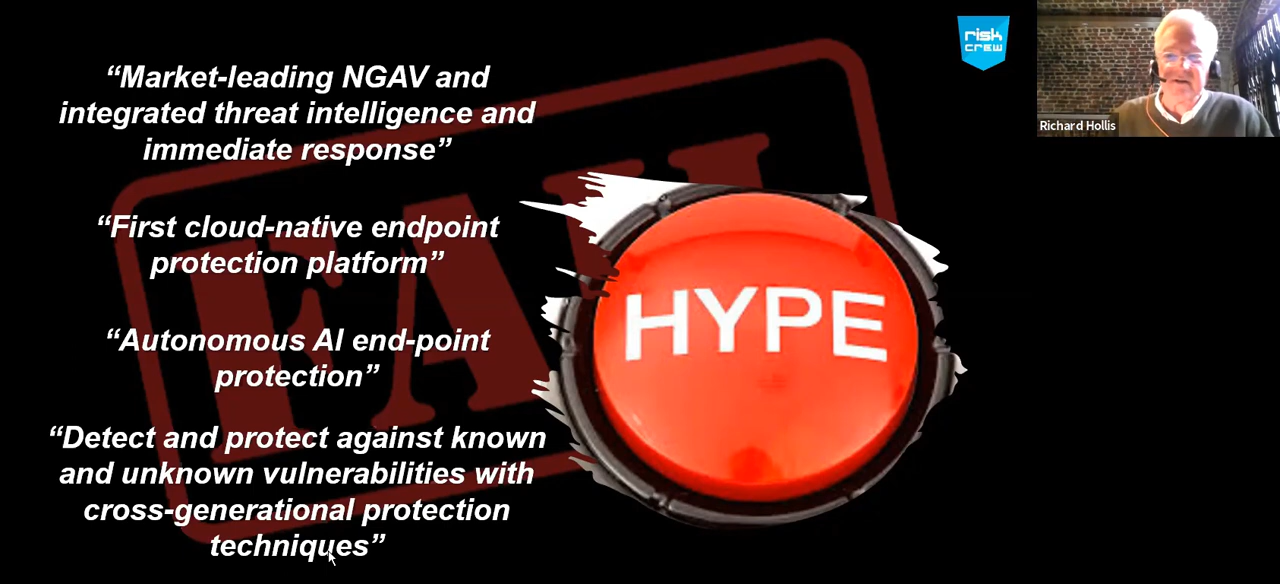 “Market-leading NGAV and
integrated threat intelligence and
immediate response”
“First cloud-native endpoint
protection platform”
“Autonomous AI end-point
protection”
“Detect and protect against known
and unknown vulnerabilities with
cross-generational protection
techniques”
FAIL
HYPE
risk
crew
Richard Hollis